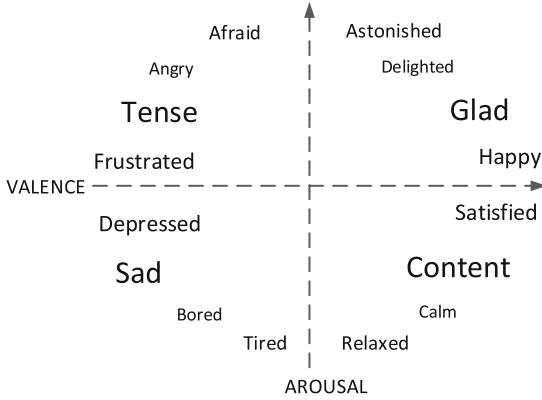 Afraid
Astonished
Angry
Delighted
Tense
Glad
Frustrated
Happy
VALENCE
Depressed
Satisfied
Sad
Content
Bored
Calm
Tired
Relaxed
AROUSAL